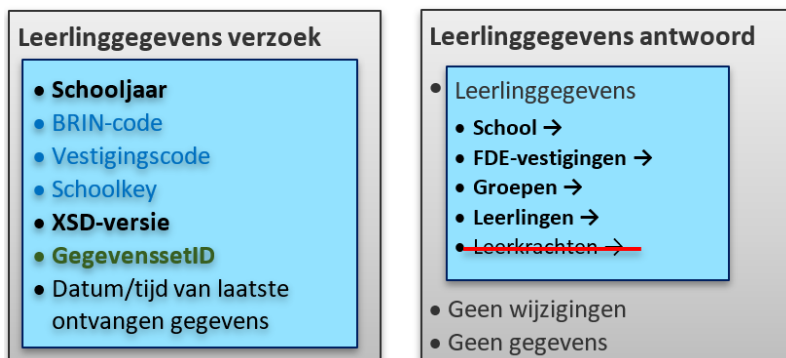 Leerlinggegevens verzoek
• Schooljaar
• BRIN-code
• Vestigingscode
• Schoolkey
• XSD-versie
• GegevenssetID
• Datum/tijd van laatste
ontvangen gegevens
Leerlinggegevens antwoord
• Leerlinggegevens
• School →
• FDE-vestigingen →
• Groepen →
• Leerlingen →
• Leerkrachten →
• Geen wijzigingen
• Geen gegevens